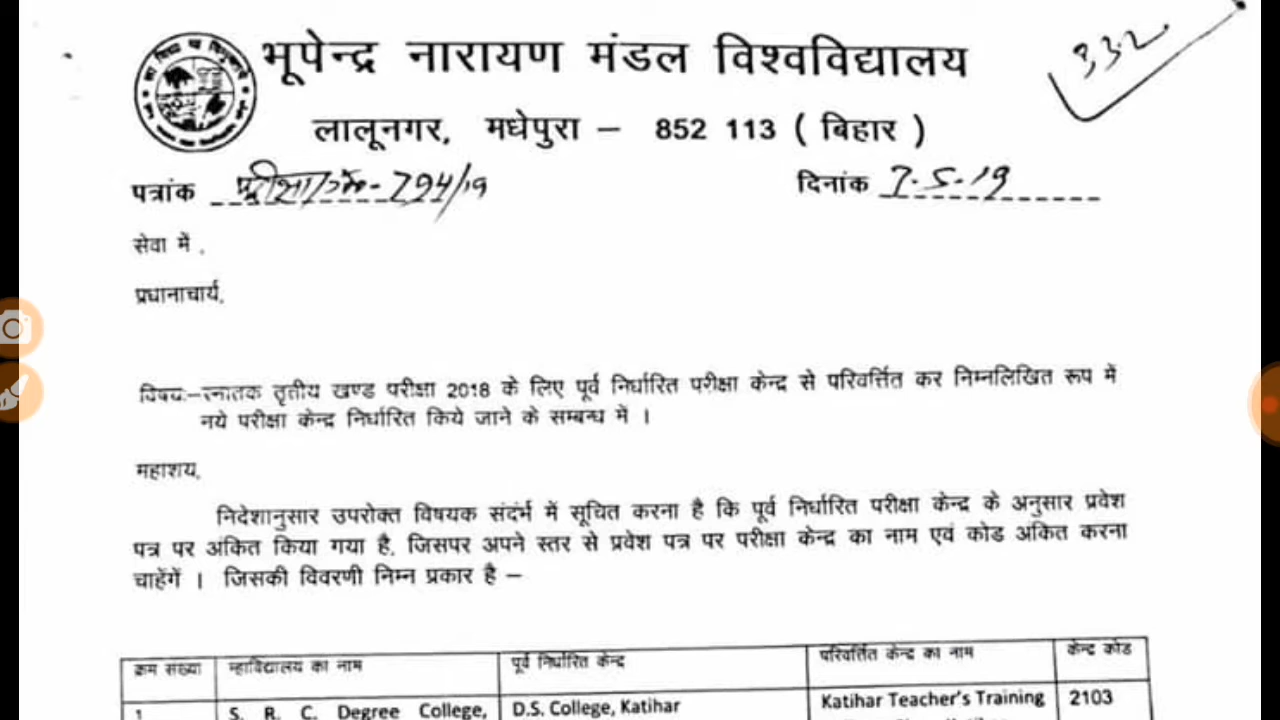 भूपेन्द्र नारायण मंडल विश्वविद्यालय
332
लालूनगर, मधेपुरा – 852 113 ( बिहार )
पत्रांक 794/19 दिनांक 7.5.19
सेवा में ,
प्रधानाचार्य,
विषय:–स्नातक तृतीय खण्ड परीक्षा 2018 के लिए पूर्व निर्धारित परीक्षा केन्द्र से परिवर्त्तित कर निम्नलिखित रूप में
नये परीक्षा केन्द्र निर्धारित किये जाने के सम्बन्ध में ।
महाशय,
निदेशानुसार उपरोक्त विषयक संदंर्भ में सूचित करना है कि पूर्व निर्धारित परीक्षा केन्द्र के अनुसार प्रवेश
पत्र पर अंकित किया गया है, जिसपर अपने स्तर से प्रवेश पत्र पर परीक्षा केन्द्र का नाम एवं कोड अंकित करना
चाहेंगें । जिसकी विवरणी निम्न प्रकार है –
क्रम संख्या म्हाविद्यालय का नाम पूर्व निर्धारित केन्द्र परिवर्त्तित केन्द्र का नाम केन्द्र कोड
1 S. R. C. Degree College, D.S. College, Katihar Katihar Teacher's Training 2103